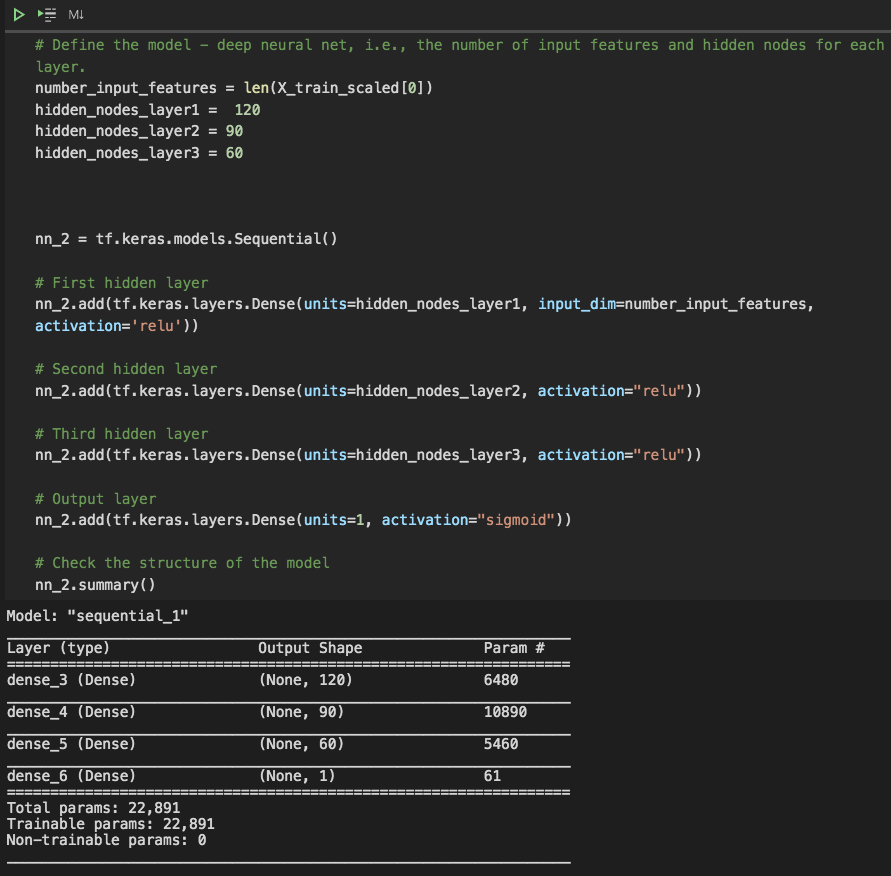 M↓
# Define the model – deep neural net, i.e., the number of input features and hidden nodes for each
layer.
number_input_features = len(X_train_scaled[0])
hidden_nodes_layer1 =  120
hidden_nodes_layer2 = 90
hidden_nodes_layer3 = 60
nn_2 = tf.keras.models.Sequential()
# First hidden layer
nn_2.add(tf.keras.layers.Dense(units=hidden_nodes_layer1, input_dim=number_input_features,
activation='relu'))
# Second hidden layer
nn_2.add(tf.keras.layers.Dense(units=hidden_nodes_layer2, activation="relu"))
# Third hidden layer
nn_2.add(tf.keras.layers.Dense(units=hidden_nodes_layer3, activation="relu"))
# Output layer
nn_2.add(tf.keras.layers.Dense(units=1, activation="sigmoid"))
# Check the structure of the model
nn_2.summary()
Model: "sequential_1"
Layer (type) Output Shape Param #
dense_3 (Dense) (None, 120) 6480
dense_4 (Dense) (None, 90) 10890
dense_5 (Dense) (None, 60) 5460
dense_6 (Dense) (None, 1) 61
Total params: 22,891
Trainable params: 22,891
Non-trainable params: 0